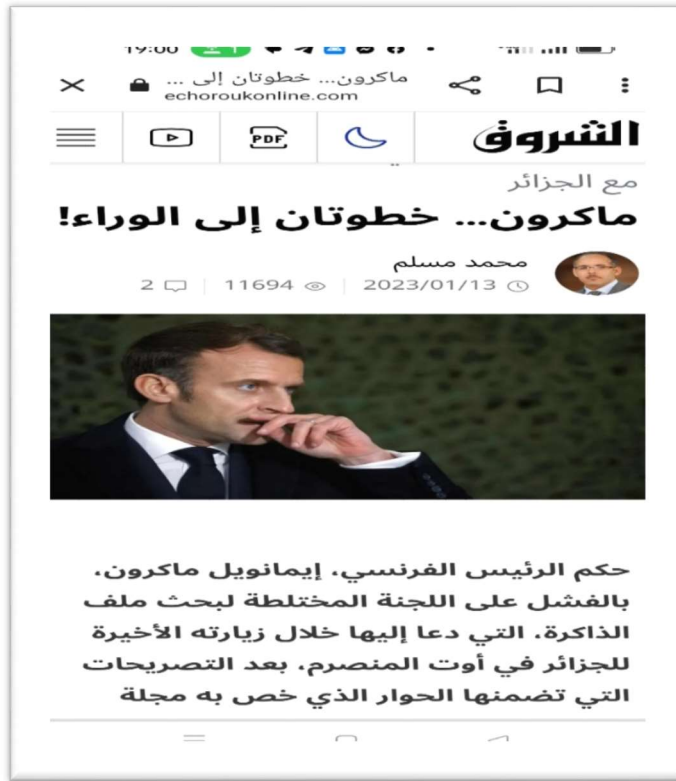 19:00
ماكرون... خطوتان إلى ...
echoroukonline.com
PDF
الشروق
مع الجزائر
ماكرون... خطوتان إلى الوراء!
محمد مسلم
2023/01/13 11694 2
حكم الرئيس الفرنسي، إيمانويل ماكرون،
بالفشل على اللجنة المختلطة لبحث ملف
الذاكرة، التي دعا إليها خلال زيارته الأخيرة
للجزائر في أوت المنصرم، بعد التصريحات
التي تضمنها الحوار الذي خص به مجلة